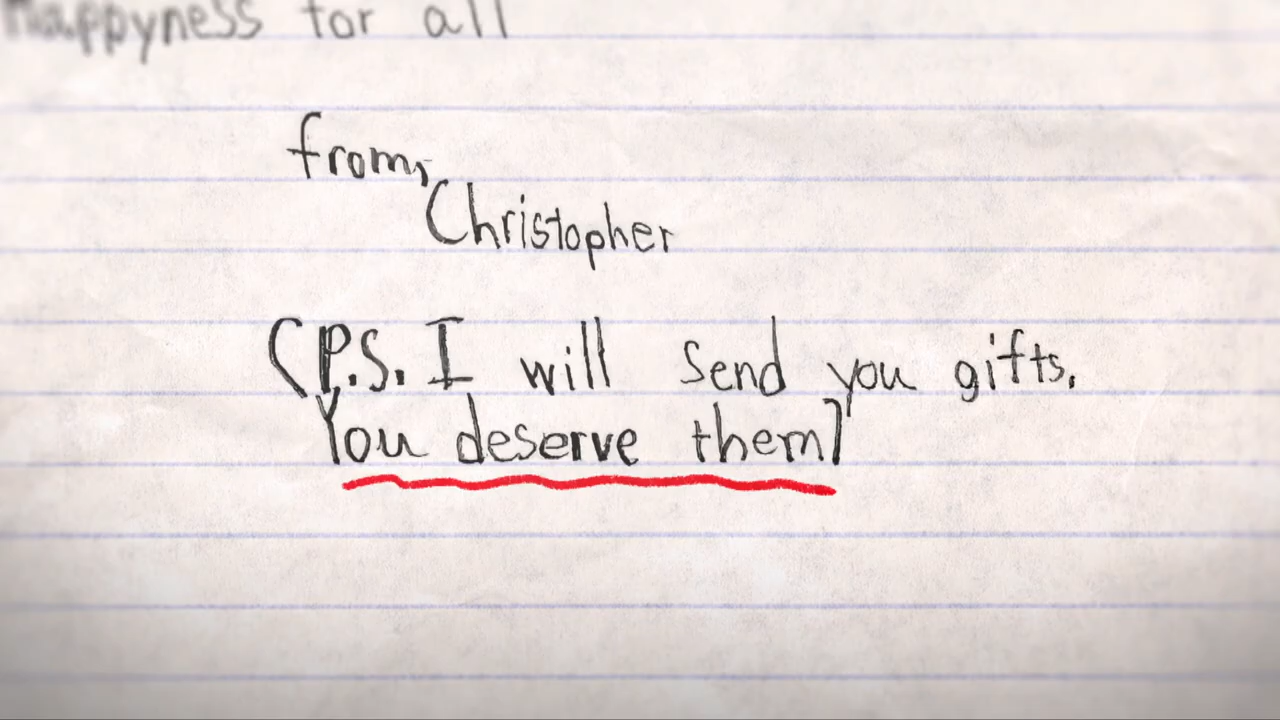 Happyness for all
from,
Christopher
(P.S. I will send you gifts.
You deserve them]